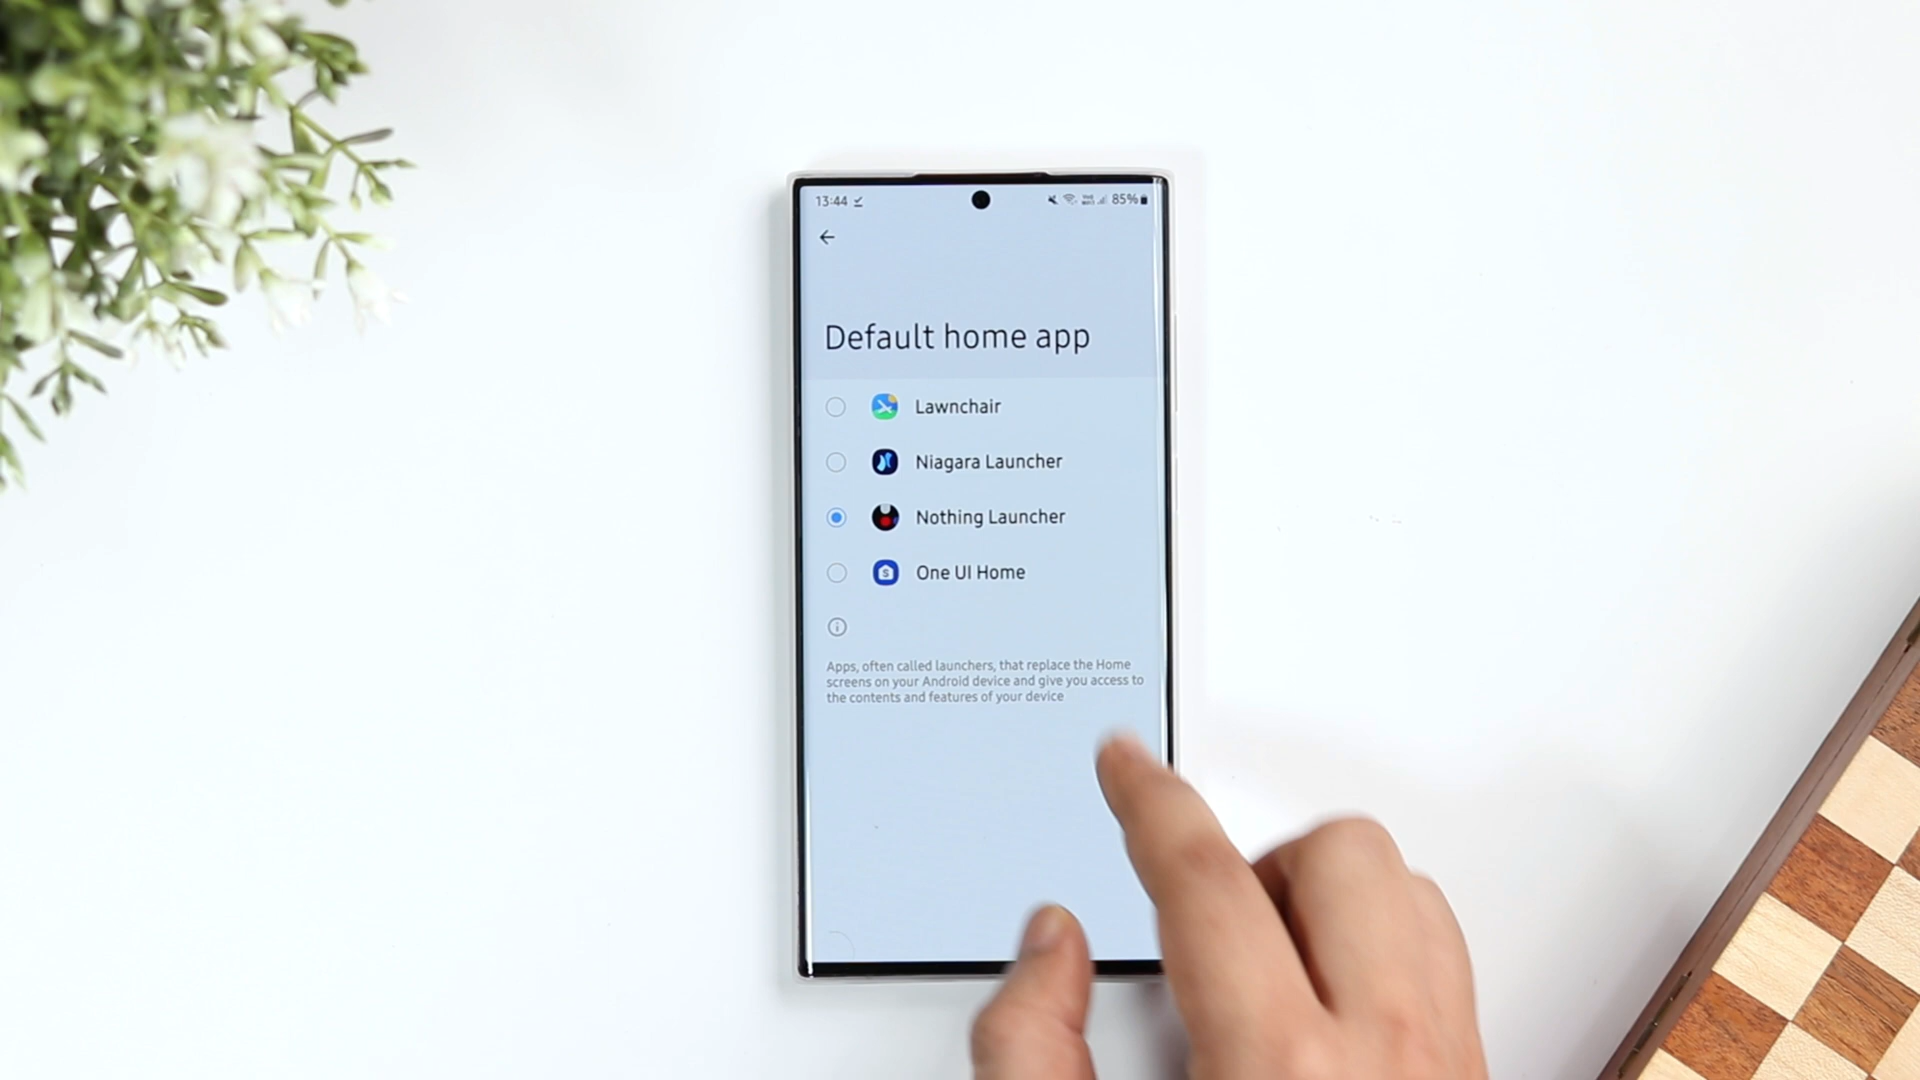 13:44
85%
Default home app
Lawnchair
Niagara Launcher
Nothing Launcher
One UI Home
Apps, often called launchers, that replace the Home
screens on your Android device and give you access to
the contents and features of your device